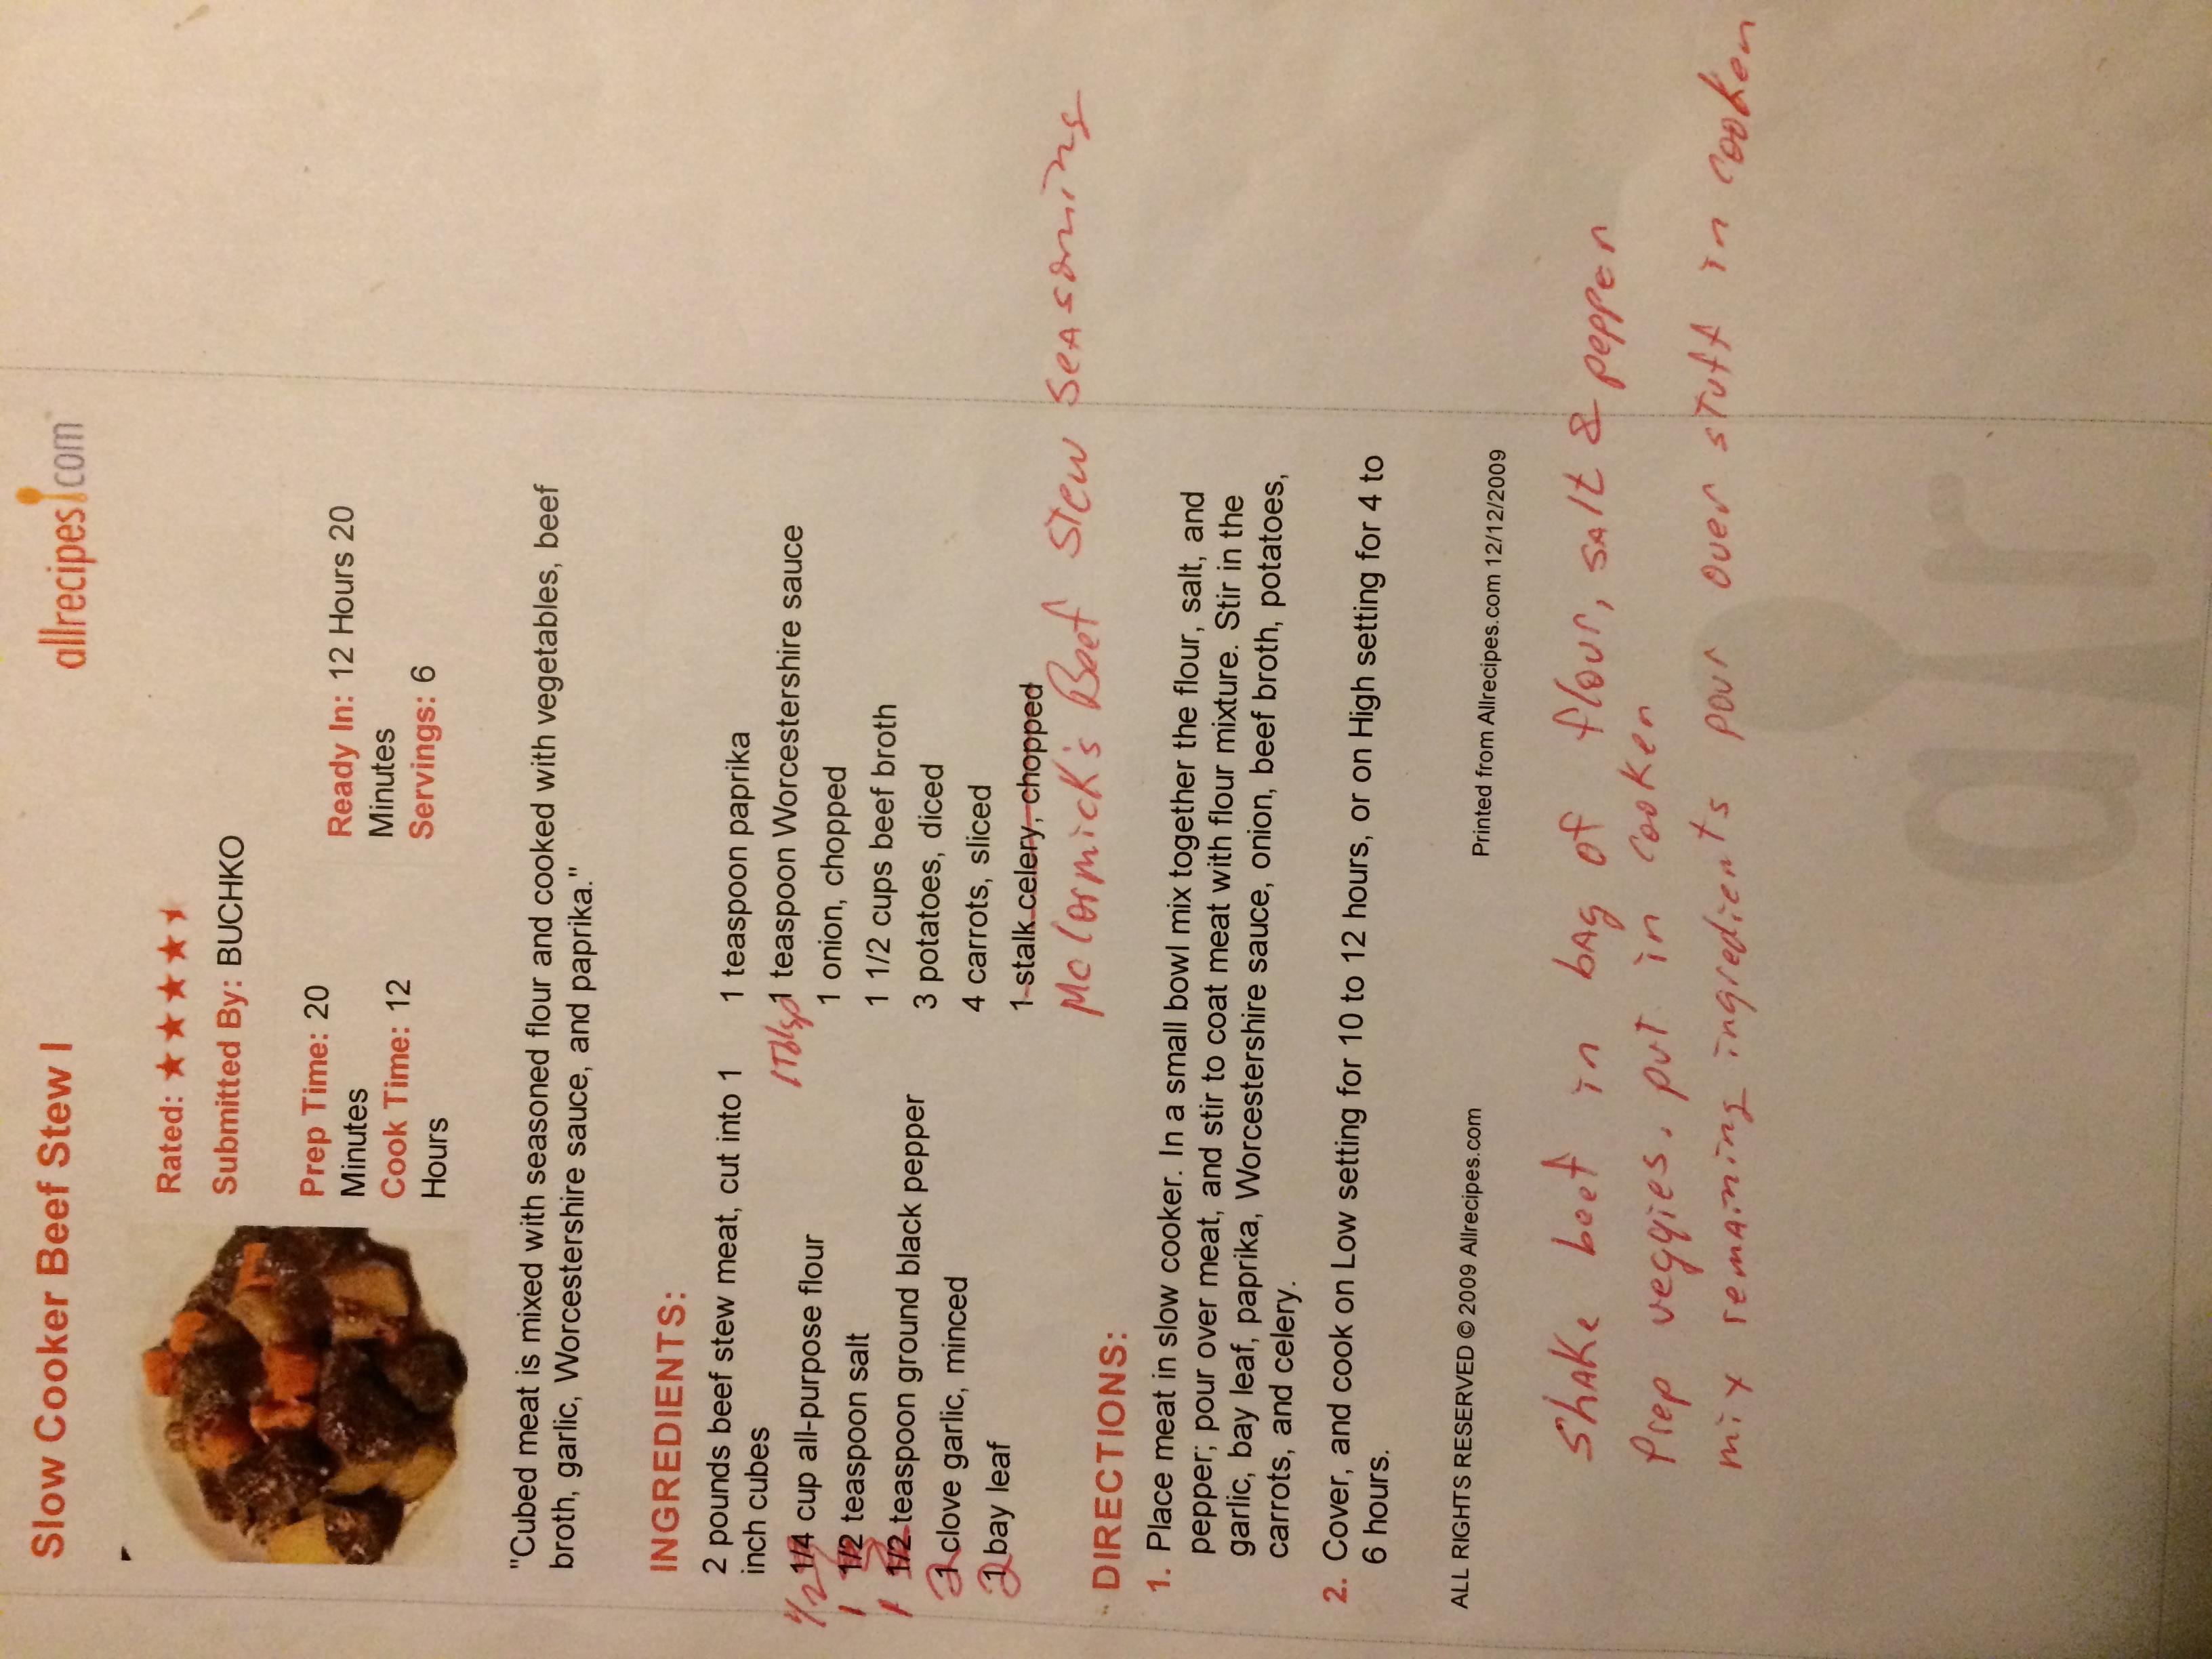 Slow Cooker Beef Stew I
allrecipes.com
Rated: ★★★★
Submitted By: BUCHKO
Prep Time: 20
Minutes
Cook Time: 12
Hours
Ready In: 12 Hours 20
Minutes
Servings: 6
"Cubed meat is mixed with seasoned flour and cooked with vegetables, beef
broth, garlic, Worcestershire sauce, and paprika."
INGREDIENTS:
2 pounds beef stew meat, cut into 1
inch cubes
1/2 1/4 cup all-purpose flour
1 1/2 teaspoon salt
1 1/2 teaspoon ground black pepper
2 1 clove garlic, minced
2 1 bay leaf
1 teaspoon paprika
1 Tblsp 1 teaspoon Worcestershire sauce
1 onion, chopped
1 1/2 cups beef broth
3 potatoes, diced
4 carrots, sliced
1 stalk celery, chopped
McCormick's Beef Stew Seasoning
DIRECTIONS:
1. Place meat in slow cooker. In a small bowl mix together the flour, salt, and
pepper; pour over meat, and stir to coat meat with flour mixture. Stir in the
garlic, bay leaf, paprika, Worcestershire sauce, onion, beef broth, potatoes,
carrots, and celery.
2. Cover, and cook on Low setting for 10 to 12 hours, or on High setting for 4 to
6 hours.
ALL RIGHTS RESERVED © 2009 Allrecipes.com
Printed from Allrecipes.com 12/12/2009
Shake beef in bag of flour, salt & pepper
Prep veggies. put in cooker
mix remaining ingredients pour over stuff in cooker
ar